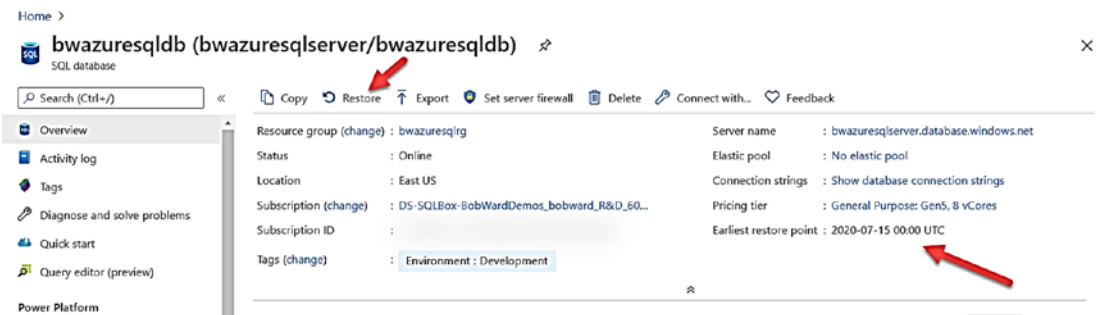 Home >
bwazuresqldb (bwazuresqlserver/bwazuresqldb)
SQL database
Search (Ctrl+/)
«
Copy Restore Export Set server firewall Delete Connect with... Feedback
Overview
Activity log
Tags
Diagnose and solve problems
Quick start
Query editor (preview)
Power Platform
Resource group (change) : bwazuresqlrg
Status : Online
Location : East US
Subscription (change) : DS-SQLBox-BobWardDemos_bobward_R&D_60...
Subscription ID :
Tags (change) : Environment : Development
Server name : bwazuresqlserver.database.windows.net
Elastic pool : No elastic pool
Connection strings : Show database connection strings
Pricing tier : General Purpose: Gen5, 8 vCores
Earliest restore point : 2020-07-15 00:00 UTC